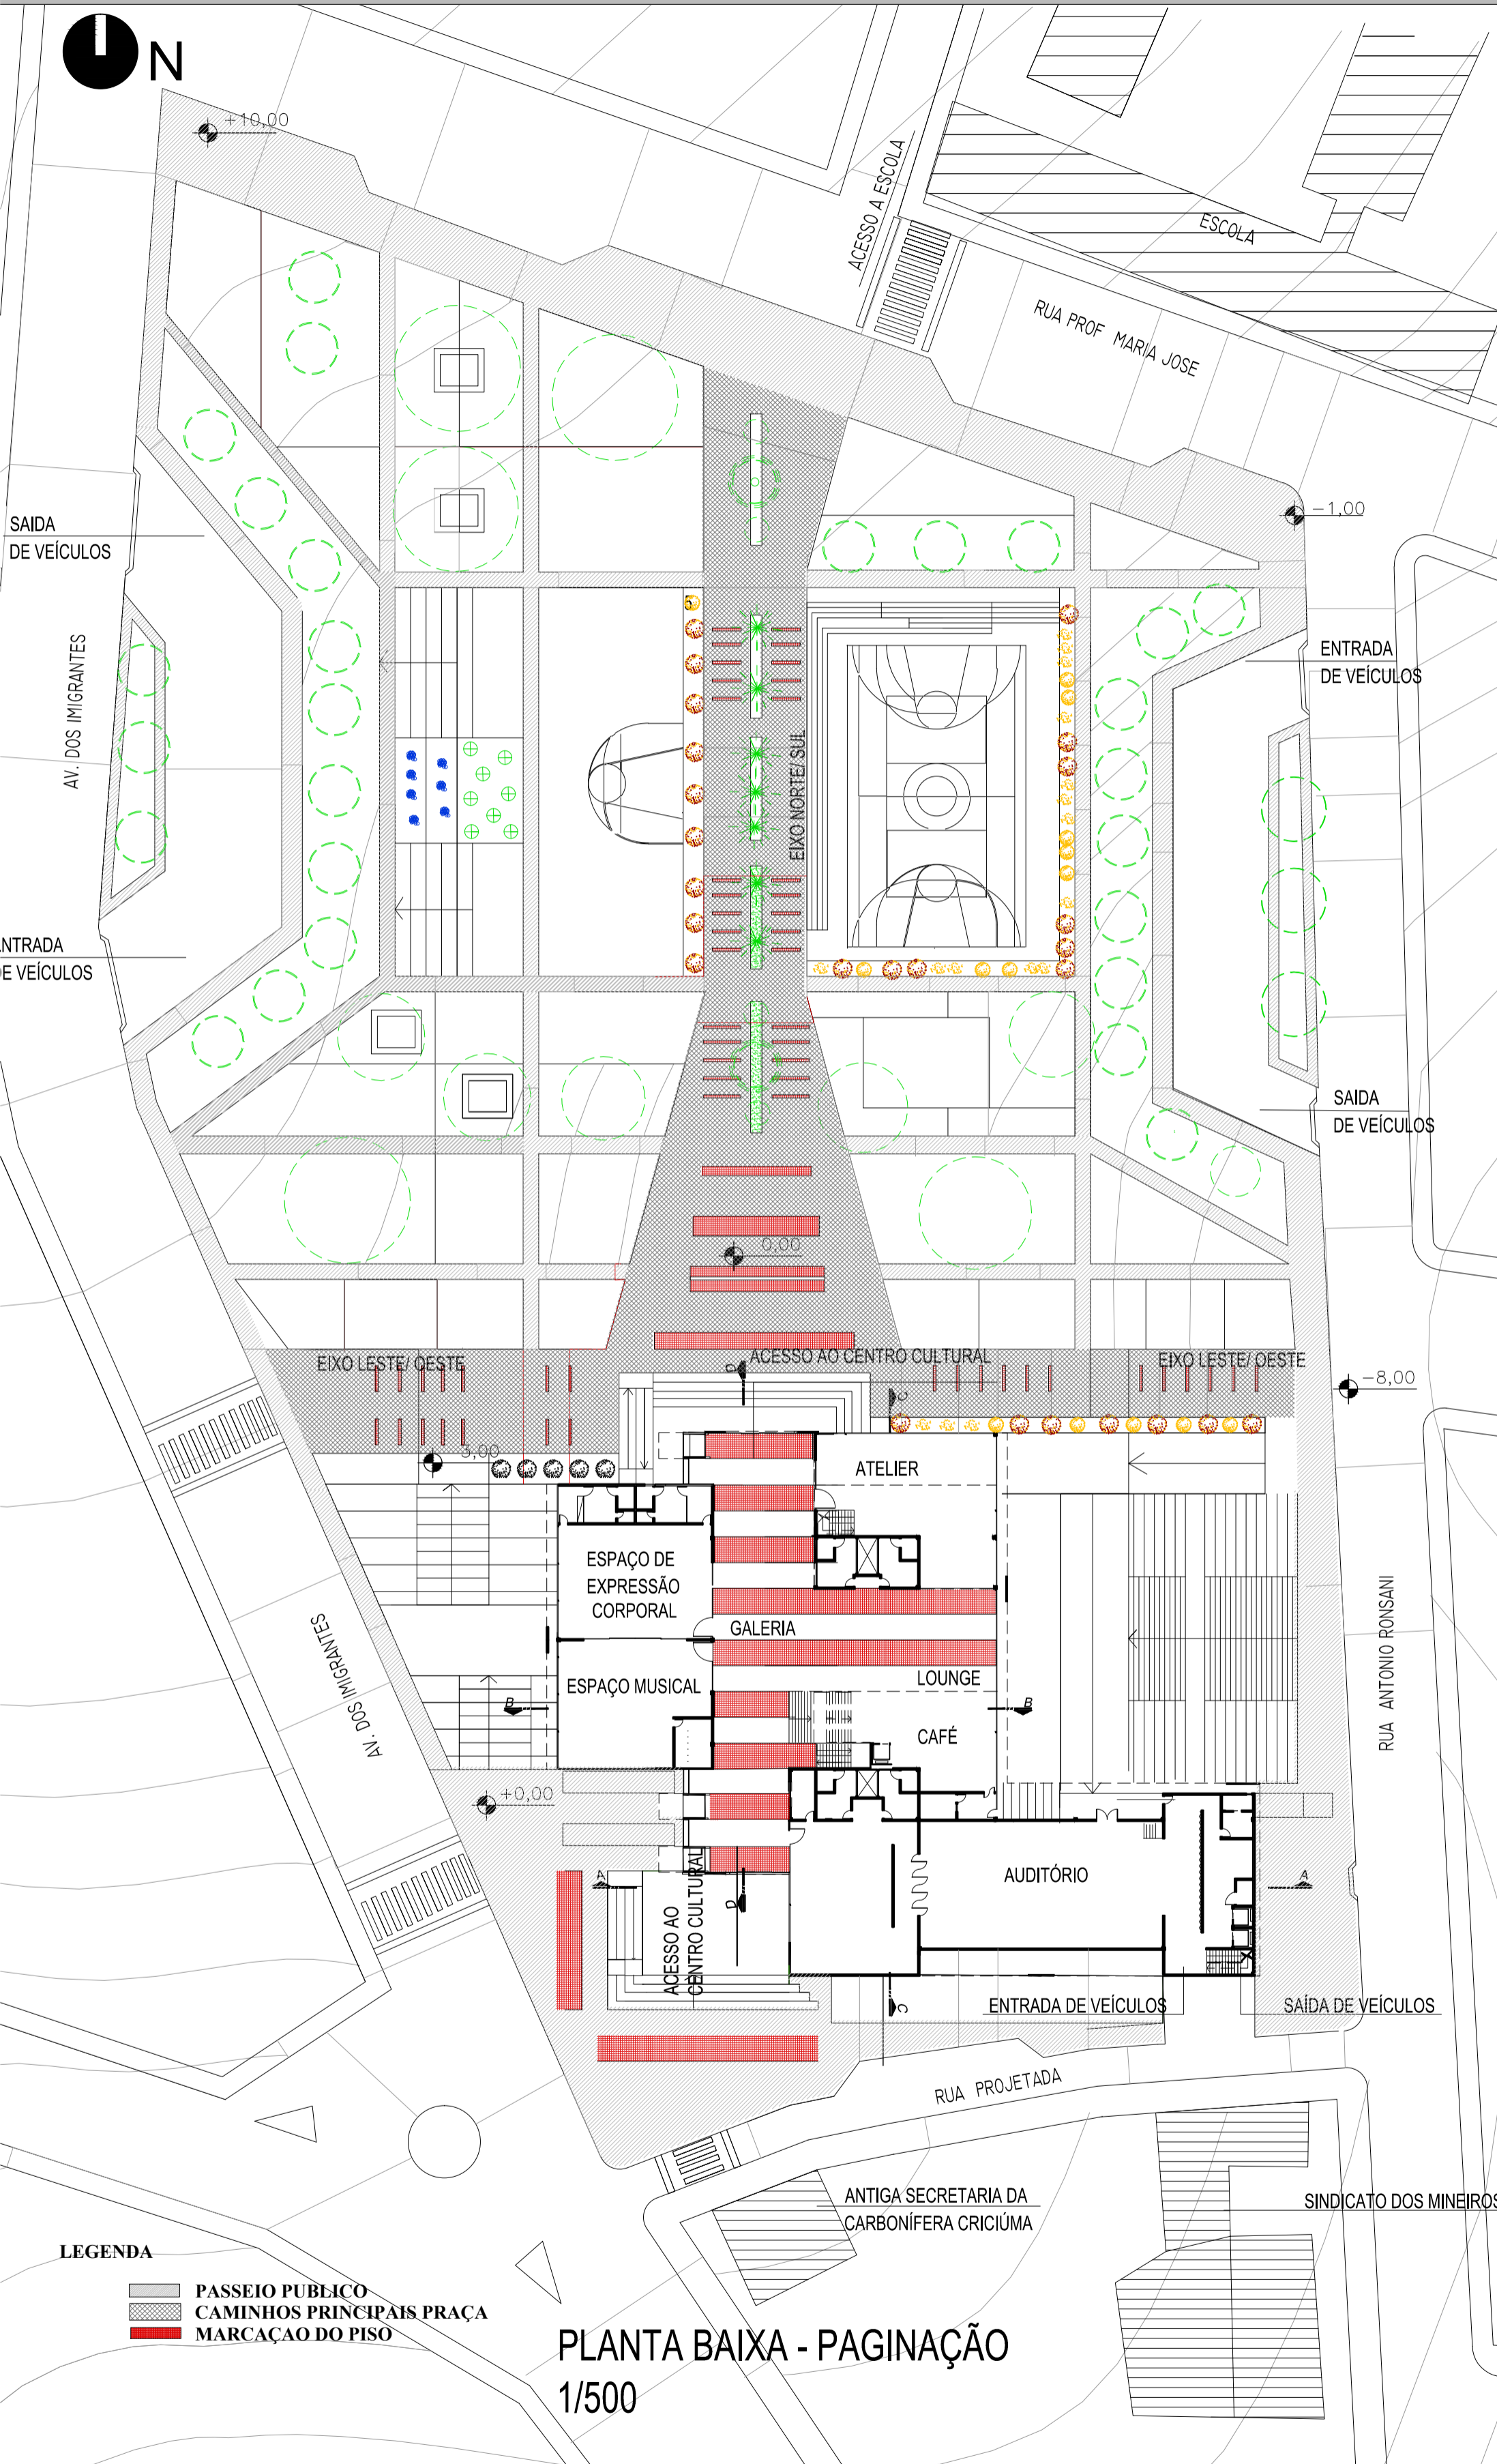 N
+10,00
ACESSO A ESCOLA
ESCOLA
RUA PROF MARIA JOSE
-1,00
SAIDA
DE VEÍCULOS
AV. DOS IMIGRANTES
ENTRADA
DE VEÍCULOS
EIXO NORTE/ SUL
NTRADA
DE VEÍCULOS
SAIDA
DE VEÍCULOS
0,00
EIXO LESTE/ OESTE
ACESSO AO CENTRO CULTURAL
EIXO LESTE/ OESTE
-8,00
D
C
3,00
ATELIER
ESPAÇO DE
EXPRESSÃO
CORPORAL
GALERIA
RUA ANTONIO RONSANI
AV. DOS IMIGRANTES
ESPAÇO MUSICAL
LOUNGE
B
B
CAFÉ
+0,00
AUDITÓRIO
A
A
D
ACESSO AO
CENTRO CULTURAL
C
ENTRADA DE VEÍCULOS
SAÍDA DE VEÍCULOS
RUA PROJETADA
ANTIGA SECRETARIA DA
CARBONÍFERA CRICIÚMA
SINDICATO DOS MINEIROS
LEGENDA
PASSEIO PUBLICO
CAMINHOS PRINCIPAIS PRAÇA
MARCAÇAO DO PISO
PLANTA BAIXA - PAGINAÇÃO
1/500